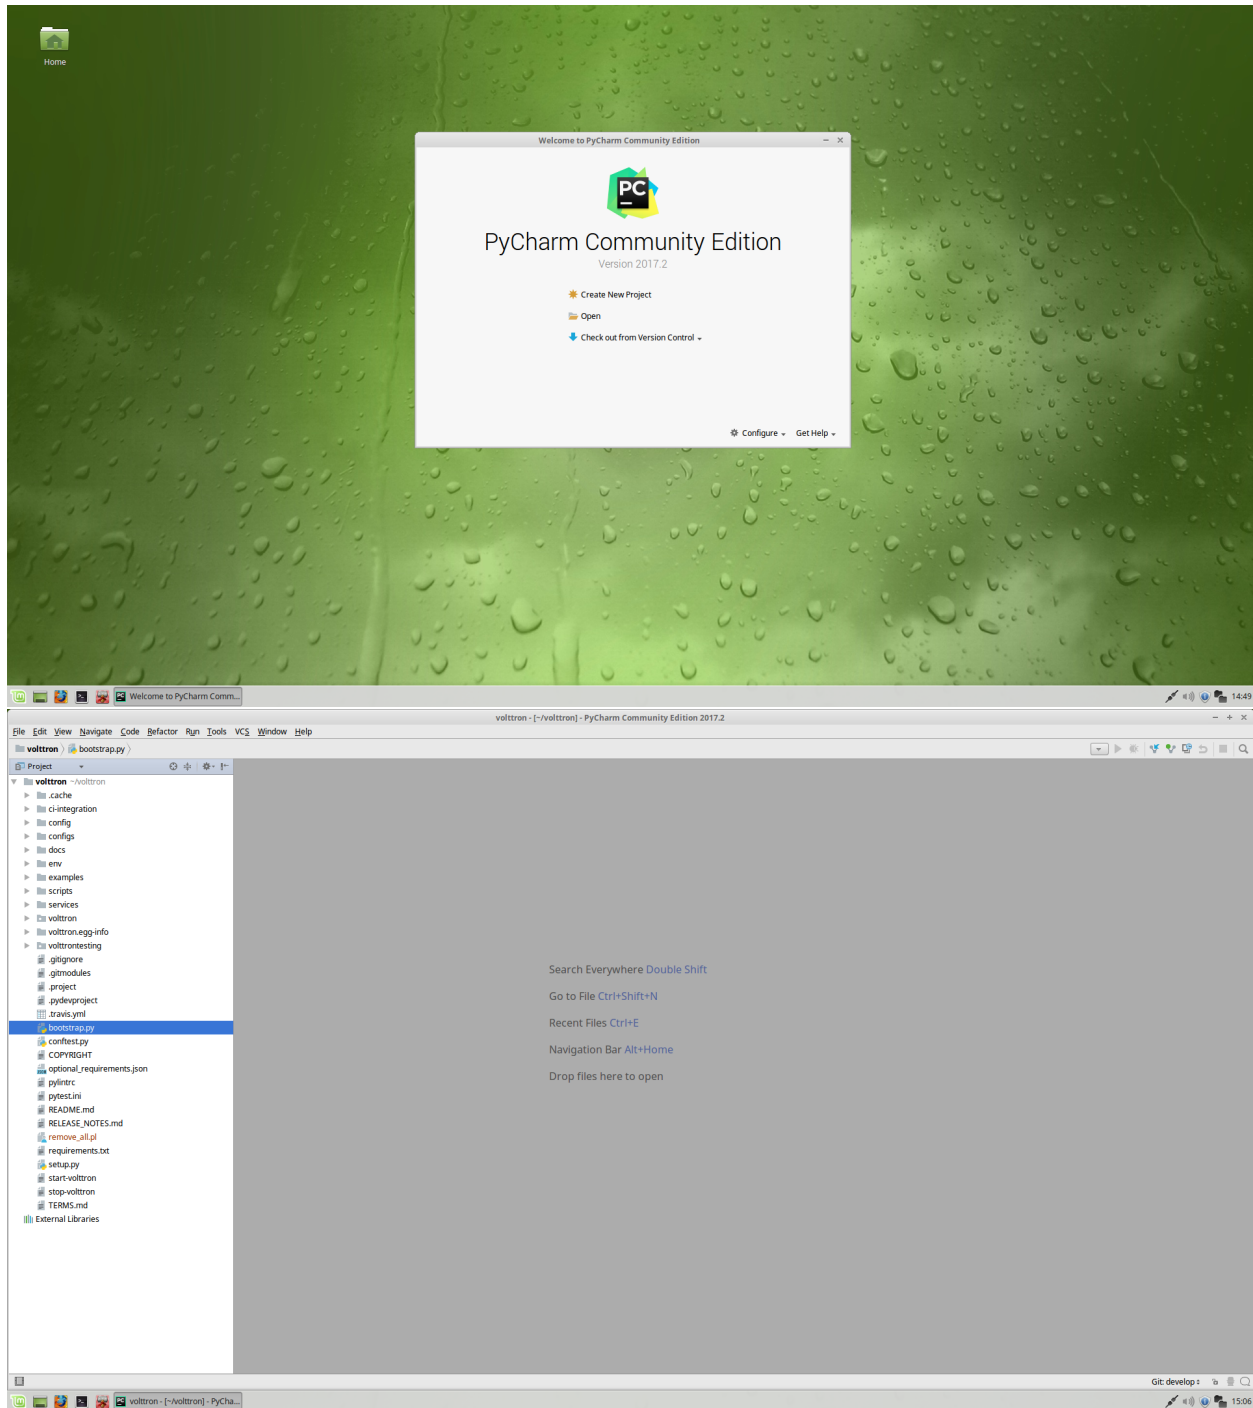 Home
Welcome to PyCharm Community Edition
PC
PyCharm Community Edition
Version 2017.2
Create New Project
Open
Check out from Version Control
Configure
Get Help
Welcome to PyCharm Comm...
14:49
volttron - [~/volttron] - PyCharm Community Edition 2017.2
File Edit View Navigate Code Refactor Run Tools VCS Window Help
volttron bootstrap.py
Project
volttron ~/volttron
.cache
ci-integration
config
configs
docs
env
examples
scripts
services
volttron
volttron.egg-info
volttrontesting
.gitignore
.gitmodules
.project
.pydevproject
.travis.yml
bootstrap.py
conftest.py
COPYRIGHT
optional_requirements.json
pylintrc
pytest.ini
README.md
RELEASE_NOTES.md
remove_all.pl
requirements.txt
setup.py
start-volttron
stop-volttron
TERMS.md
External Libraries
Search Everywhere Double Shift
Go to File Ctrl+Shift+N
Recent Files Ctrl+E
Navigation Bar Alt+Home
Drop files here to open
Git: develop
volttron - [~/volttron] - PyCha...
15:06